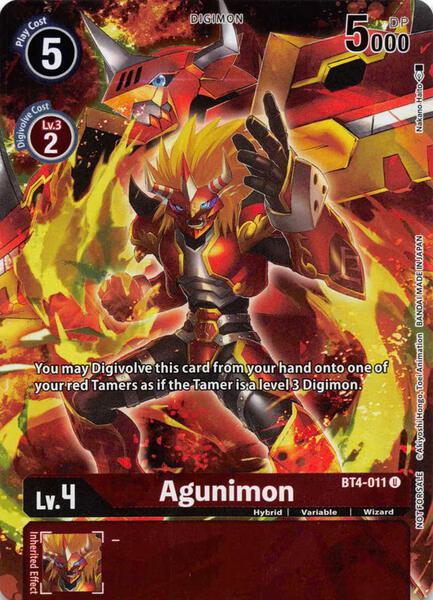 DIGIMON
Play Cost
5
DP
5000
Digivolve Cost
Lv.3
2
Nakano Haito
You may Digivolve this card from your hand onto one of
your red Tamers as if the Tamer is a level 3 Digimon.
©Akiyoshi Hongo, Toei Animation BANDAI MADE IN JAPAN
NOT FOR SALE
Lv.4
Agunimon
BT4-011 U
Hybrid | Variable | Wizard
Inherited Effect
-